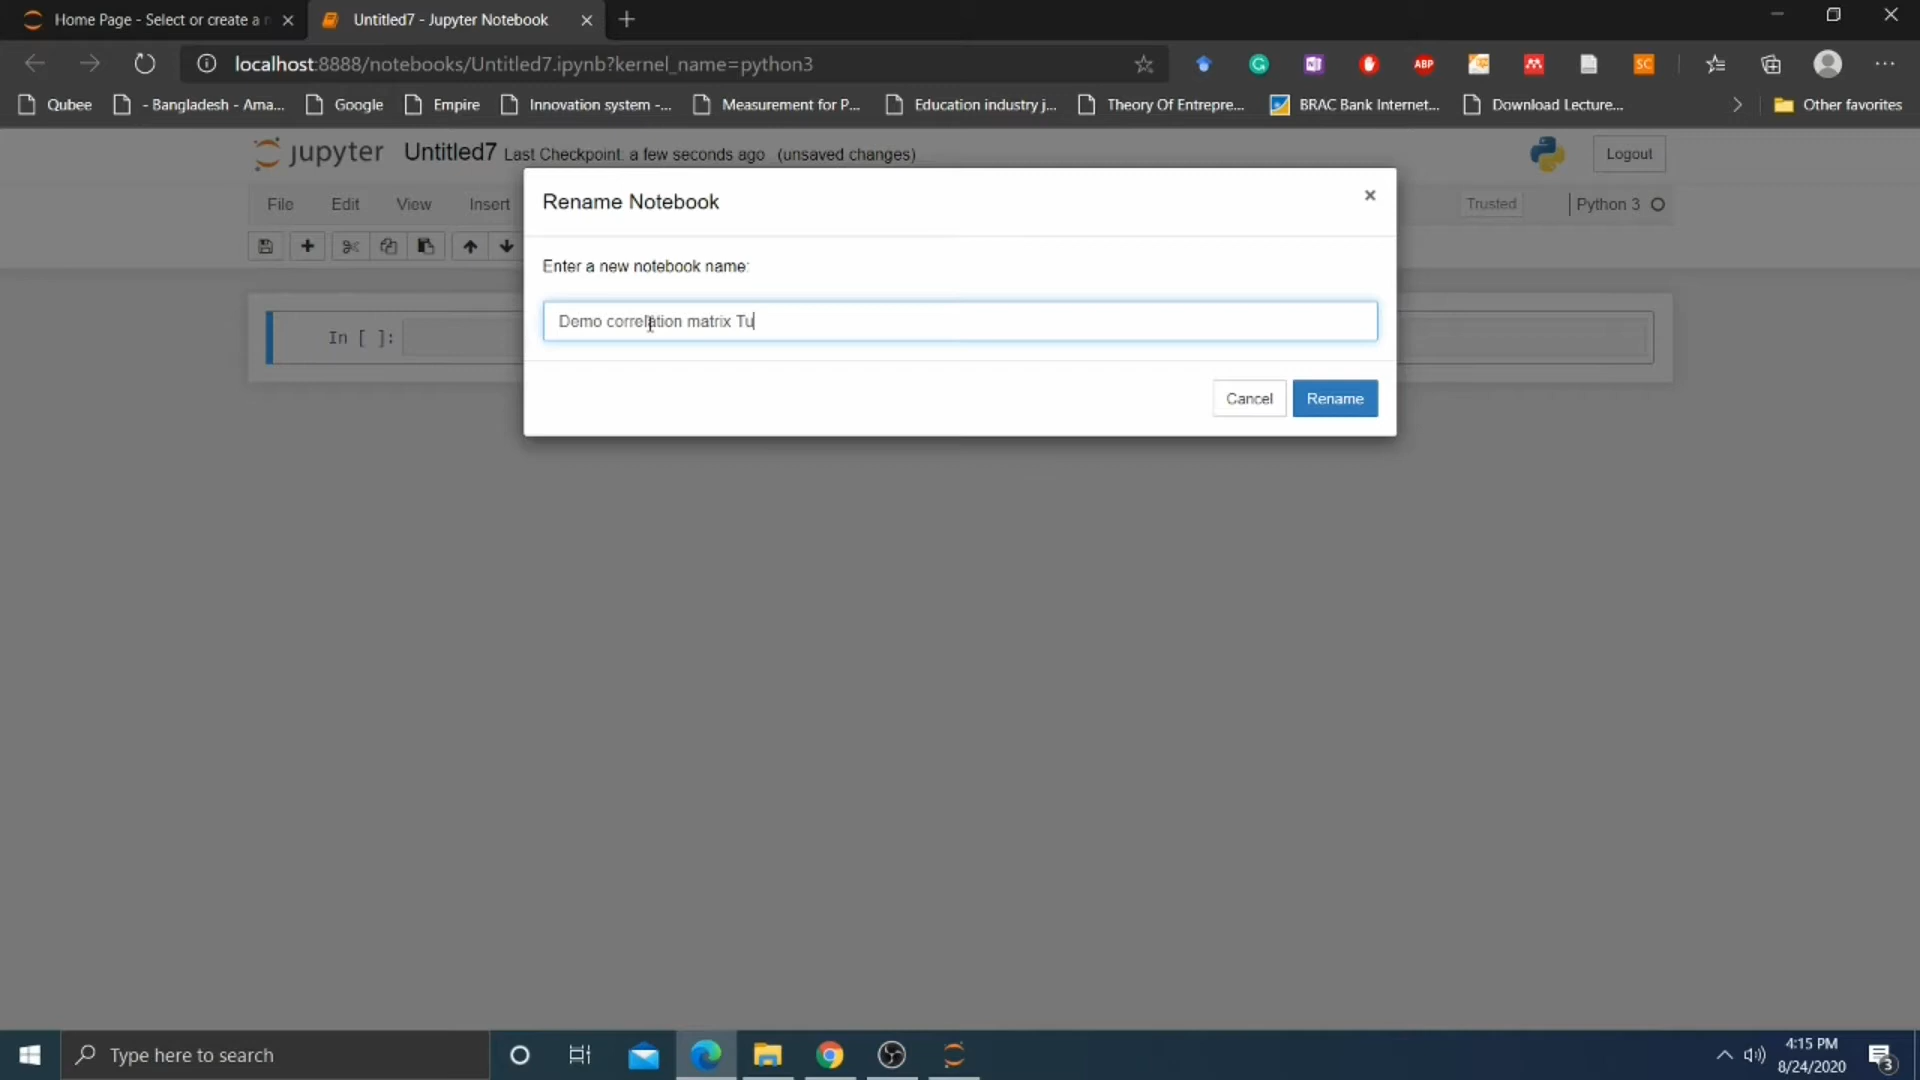 Home Page - Select or create a n
Untitled7 - Jupyter Notebook
localhost:8888/notebooks/Untitled7.ipynb?kernel_name=python3
ABP
SC
Qubee
- Bangladesh - Ama...
Google
Empire
Innovation system -...
Measurement for P...
Education industry j...
Theory Of Entrepre...
BRAC Bank Internet...
Download Lecture...
Other favorites
jupyter Untitled7 Last Checkpoint: a few seconds ago (unsaved changes)
Logout
File Edit View Insert
Trusted
Python 3
Rename Notebook
×
Enter a new notebook name:
Demo correlation matrix Tu
In [ ]:
Cancel
Rename
Type here to search
4:15 PM
8/24/2020
3